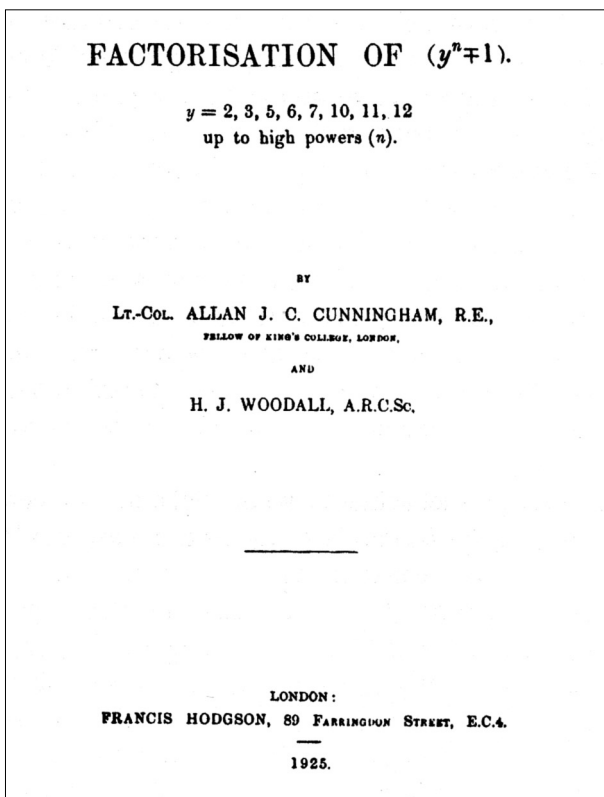 FACTORISATION OF (yⁿ∓1).
y = 2, 3, 5, 6, 7, 10, 11, 12
up to high powers (n).
BY
LT.-COL. ALLAN J. C. CUNNINGHAM, R.E.,
FELLOW OF KING'S COLLEGE, LONDON,
AND
H. J. WOODALL, A.R.C.Sc.
LONDON:
FRANCIS HODGSON, 89 FARRINGDON STREET, E.C.4.
1925.